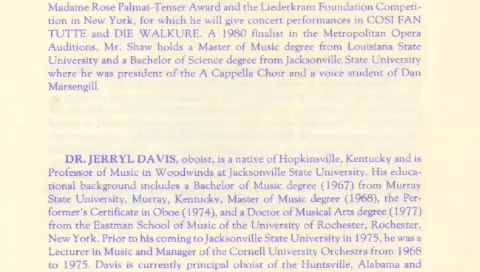 Madame Rose Palmai-Tenser Award and the Liederkranz Foundation Competi-
tion in New York, for which he will give concert performances in COSI FAN
TUTTE and DIE WALKURE. A 1980 finalist in the Metropolitan Opera
Auditions, Mr. Shaw holds a Master of Music degree from Louisiana State
University and a Bachelor of Science degree from Jacksonville State University
where he was president of the A Cappella Choir and a voice student of Dan
Marsengill.
DR. JERRYL DAVIS, oboist, is a native of Hopkinsville, Kentucky and is
Professor of Music in Woodwinds at Jacksonville State University. His educa-
tional background includes a Bachelor of Music degree (1967) from Murray
State University, Murray, Kentucky, Master of Music degree (1968), the Per-
former's Certificate in Oboe (1974), and a Doctor of Musical Arts degree (1977)
from the Eastman School of Music of the University of Rochester, Rochester,
New York. Prior to his coming to Jacksonville State University in 1975, he was a
Lecturer in Music and Manager of the Cornell University Orchestra from 1968
to 1975. Davis is currently principal oboist of the Huntsville, Alabama and